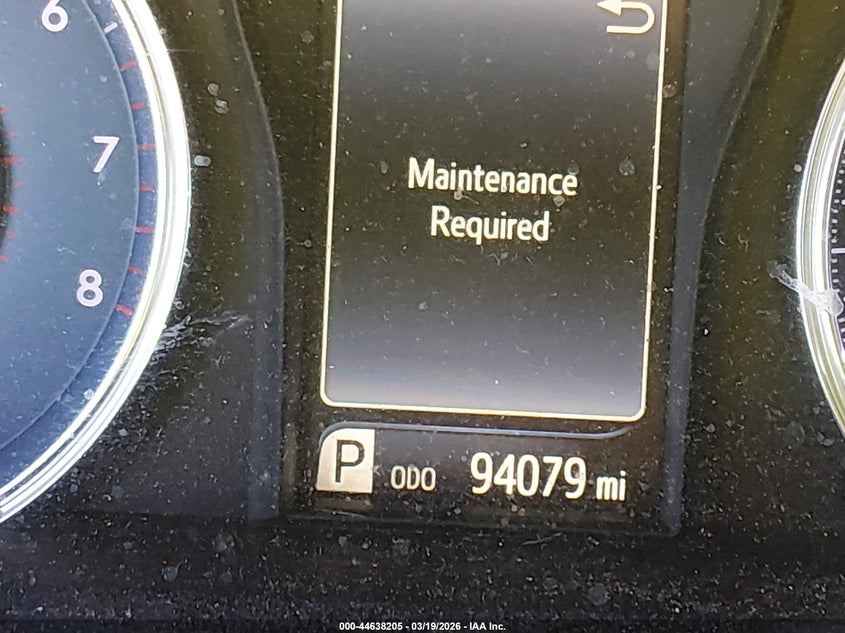 6
7
8
Maintenance
Required
P ODO 94079 mi
000-44638205 - 03/19/2026 - IAA Inc.